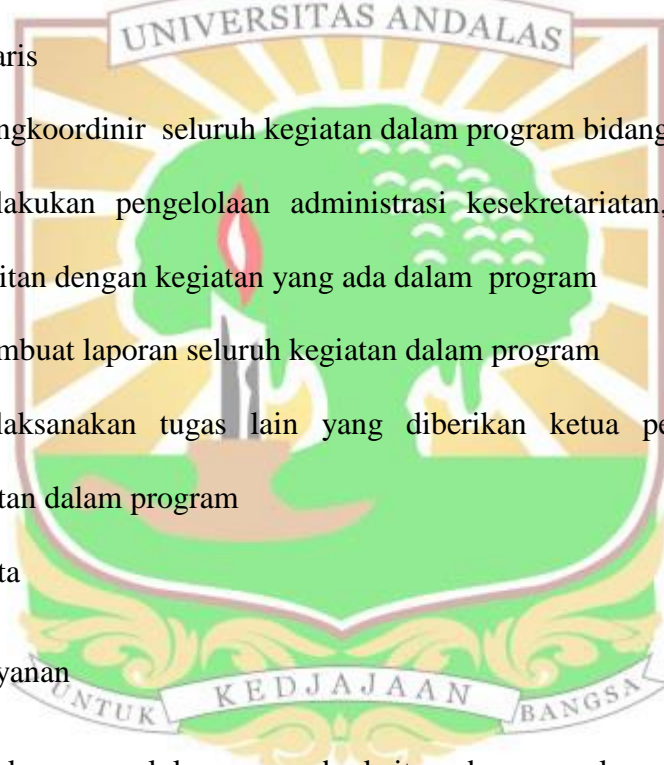 UNIVERSITAS ANDALAS
aris
ngkoordinir seluruh kegiatan dalam program bidang
lakukan pengelolaan administrasi kesekretariatan,
itan dengan kegiatan yang ada dalam program
mbuat laporan seluruh kegiatan dalam program
laksanakan tugas lain yang diberikan ketua pe
tan dalam program
ta
yanan
UNTUK KEDJAJAAN BANGSA